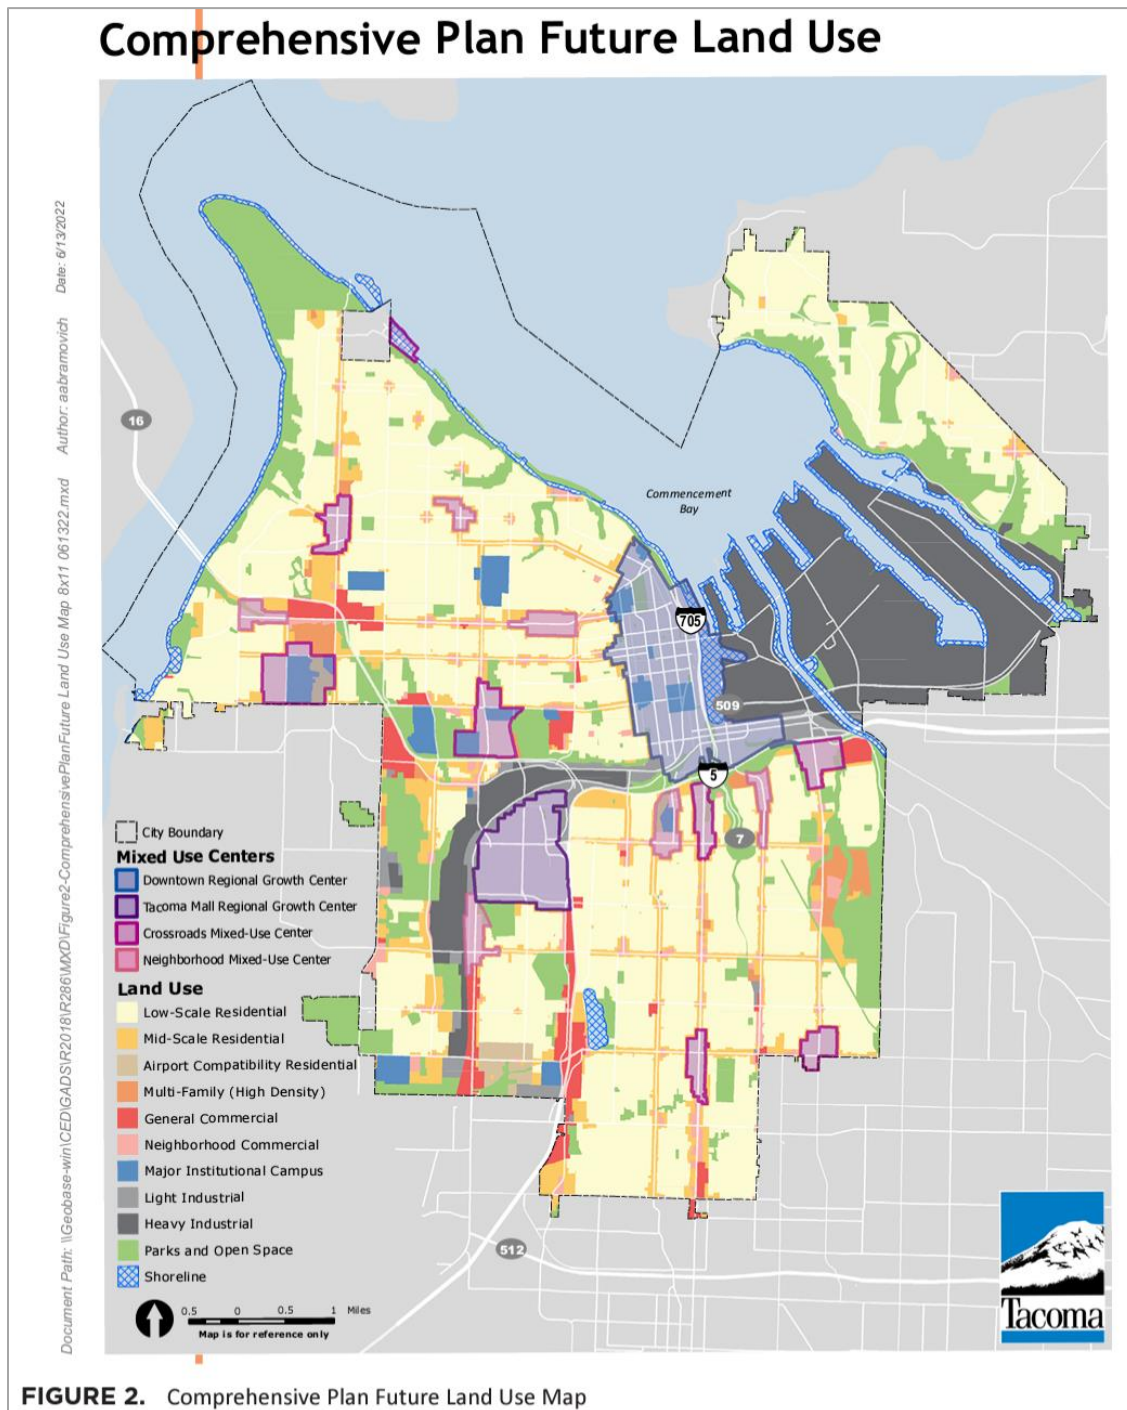 Comprehensive Plan Future Land Use
Document Path: \\Geobase-win\CED\GADS\R2018\R286\MXD\Figure2-ComprehensivePlanFuture Land Use Map 8x11 061322.mxd Author: aabramovich Date: 6/13/2022
16
Commencement
Bay
705
509
5
7
City Boundary
Mixed Use Centers
Downtown Regional Growth Center
Tacoma Mall Regional Growth Center
Crossroads Mixed-Use Center
Neighborhood Mixed-Use Center
Land Use
Low-Scale Residential
Mid-Scale Residential
Airport Compatibility Residential
Multi-Family (High Density)
General Commercial
Neighborhood Commercial
Major Institutional Campus
Light Industrial
Heavy Industrial
Parks and Open Space
Shoreline
512
0.5 0 0.5 1 Miles
Map is for reference only
Tacoma
FIGURE 2. Comprehensive Plan Future Land Use Map